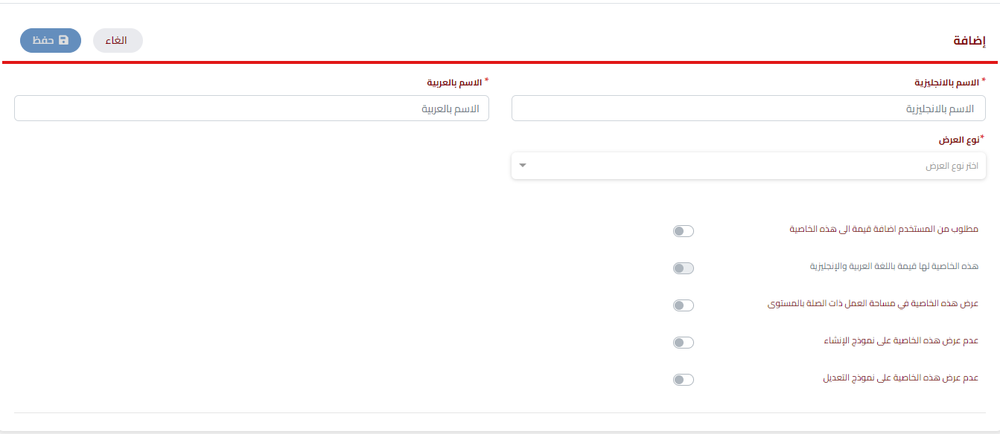 إضافة
الغاء
حفظ
* الاسم بالانجليزية
* الاسم بالعربية
الاسم بالانجليزية
الاسم بالعربية
*نوع العرض
اختر نوع العرض
مطلوب من المستخدم اضافة قيمة الى هذه الخاصية
هذه الخاصية لها قيمة باللغة العربية والإنجليزية
عرض هذه الخاصية في مساحة العمل ذات الصلة بالمستوى
عدم عرض هذه الخاصية على نموذج الإنشاء
عدم عرض هذه الخاصية على نموذج التعديل